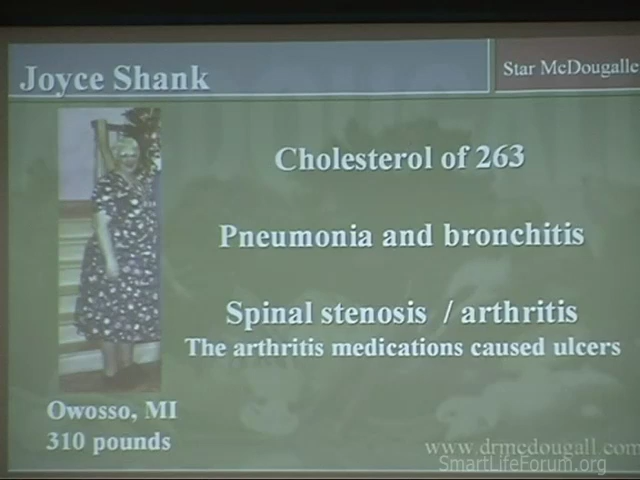 Joyce Shank
Star McDougalle
Cholesterol of 263
Pneumonia and bronchitis
Spinal stenosis / arthritis
The arthritis medications caused ulcers
Owosso, MI
310 pounds
www.drmcdougall.com
SmartLifeForum.org